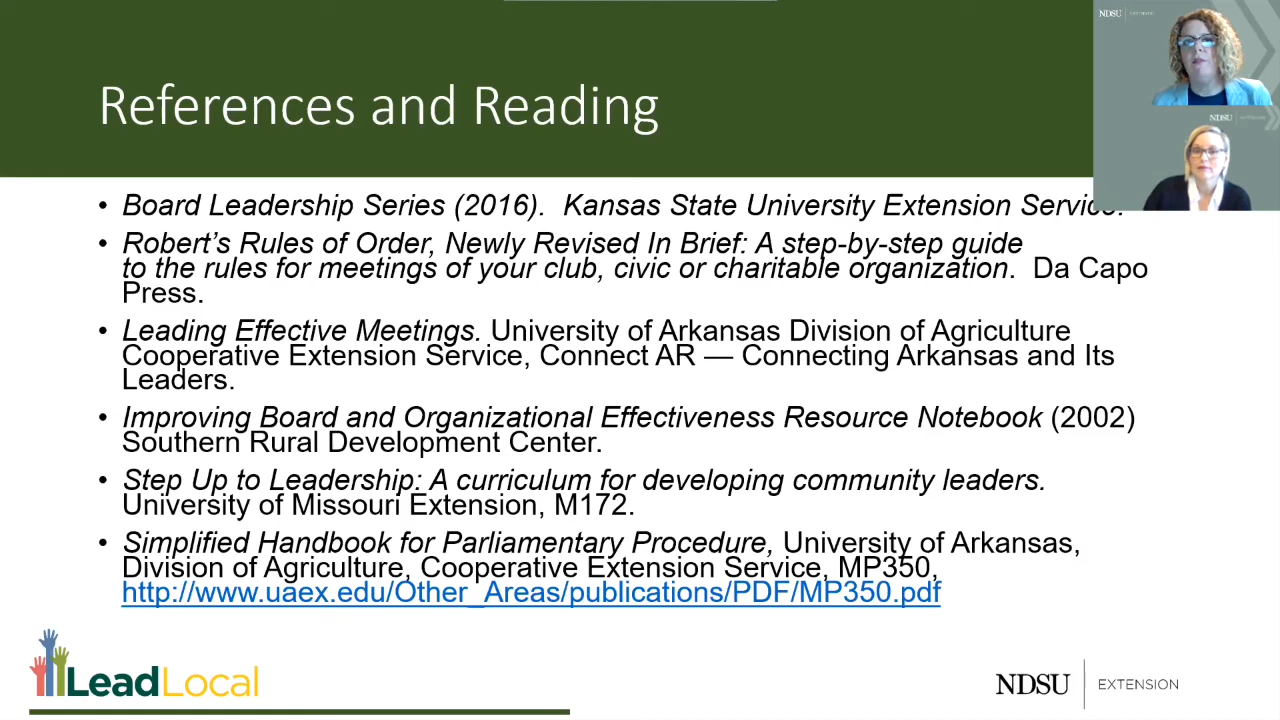 References and Reading
NDSU EXTENSION
NDSU EXTENSION
• Board Leadership Series (2016).  Kansas State University Extension Service.
• Robert’s Rules of Order, Newly Revised In Brief: A step-by-step guide
to the rules for meetings of your club, civic or charitable organization.  Da Capo
Press.
• Leading Effective Meetings. University of Arkansas Division of Agriculture
Cooperative Extension Service, Connect AR — Connecting Arkansas and Its
Leaders.
• Improving Board and Organizational Effectiveness Resource Notebook (2002)
Southern Rural Development Center.
• Step Up to Leadership: A curriculum for developing community leaders.
University of Missouri Extension, M172.
• Simplified Handbook for Parliamentary Procedure, University of Arkansas,
Division of Agriculture, Cooperative Extension Service, MP350,
http://www.uaex.edu/Other_Areas/publications/PDF/MP350.pdf
LeadLocal
NDSU EXTENSION